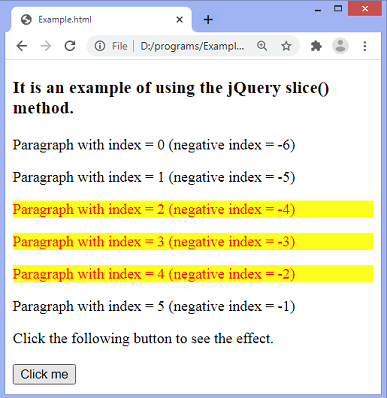 Example.html
File | D:/programs/Exampl...
It is an example of using the jQuery slice()
method.
Paragraph with index = 0 (negative index = -6)
Paragraph with index = 1 (negative index = -5)
Paragraph with index = 2 (negative index = -4)
Paragraph with index = 3 (negative index = -3)
Paragraph with index = 4 (negative index = -2)
Paragraph with index = 5 (negative index = -1)
Click the following button to see the effect.
Click me